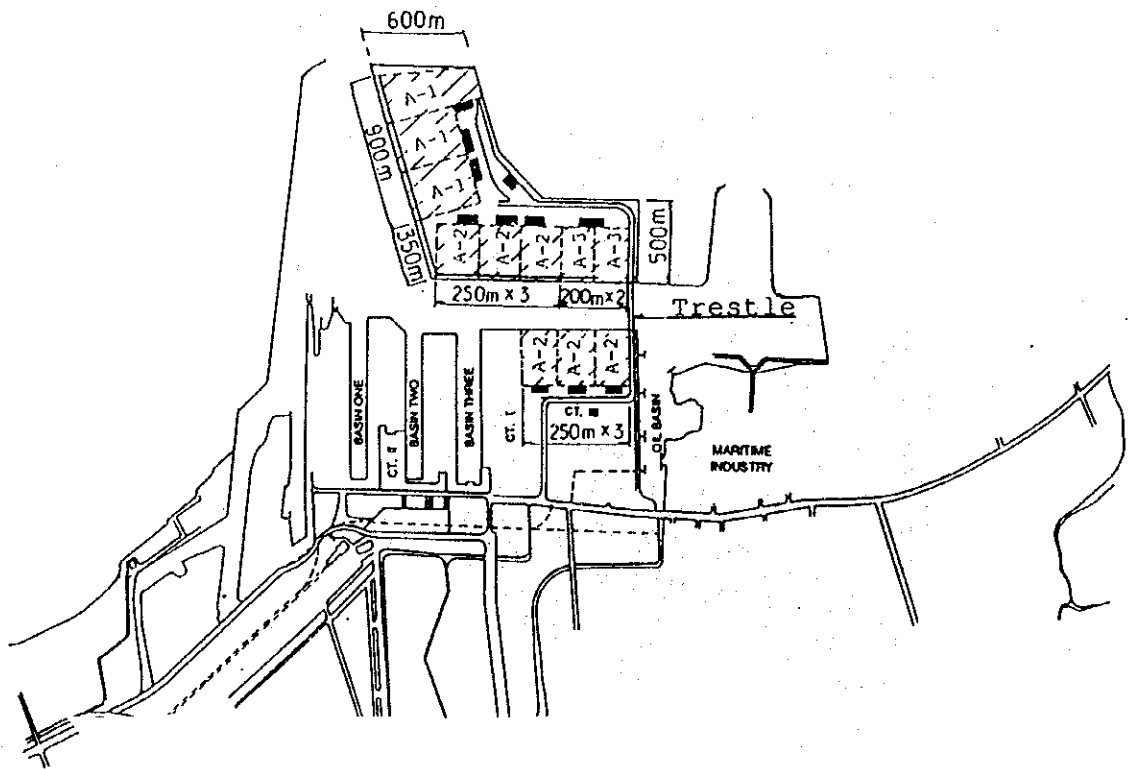 600m
A-1
A-1
A-1
900m
350m
A-2
A-2
A-2
A-3
A-3
500m
250m × 3
200m×2
Trestle
A-2
A-2
A-2
BASIN ONE
CT. II
BASIN TWO
BASIN THREE
CT. I
CT. III
250m × 3
OIL BASIN
MARITIME
INDUSTRY